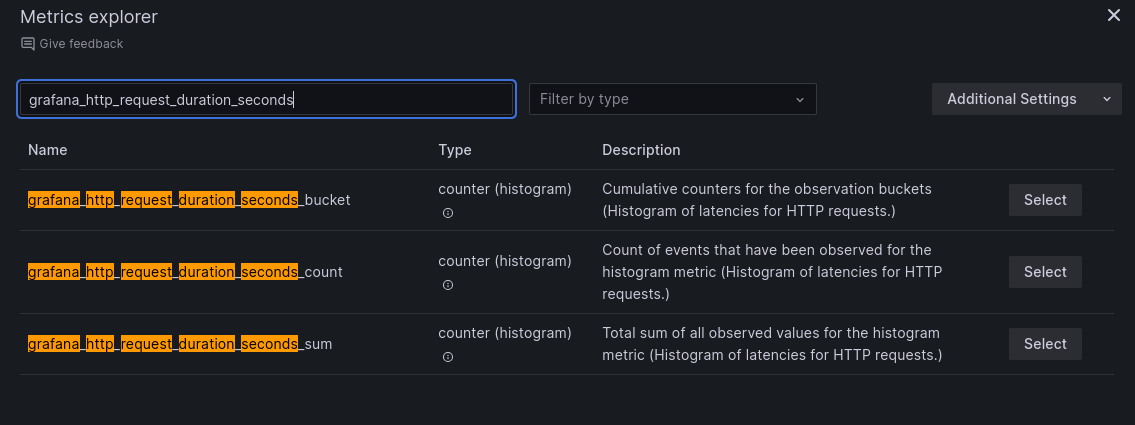 Metrics explorer
Give feedback
grafana_http_request_duration_seconds
Filter by type
Additional Settings
Name
Type
Description
grafana_http_request_duration_seconds_bucket
counter (histogram)
Cumulative counters for the observation buckets
(Histogram of latencies for HTTP requests.)
Select
grafana_http_request_duration_seconds_count
counter (histogram)
Count of events that have been observed for the
histogram metric (Histogram of latencies for HTTP
requests.)
Select
grafana_http_request_duration_seconds_sum
counter (histogram)
Total sum of all observed values for the histogram
metric (Histogram of latencies for HTTP requests.)
Select